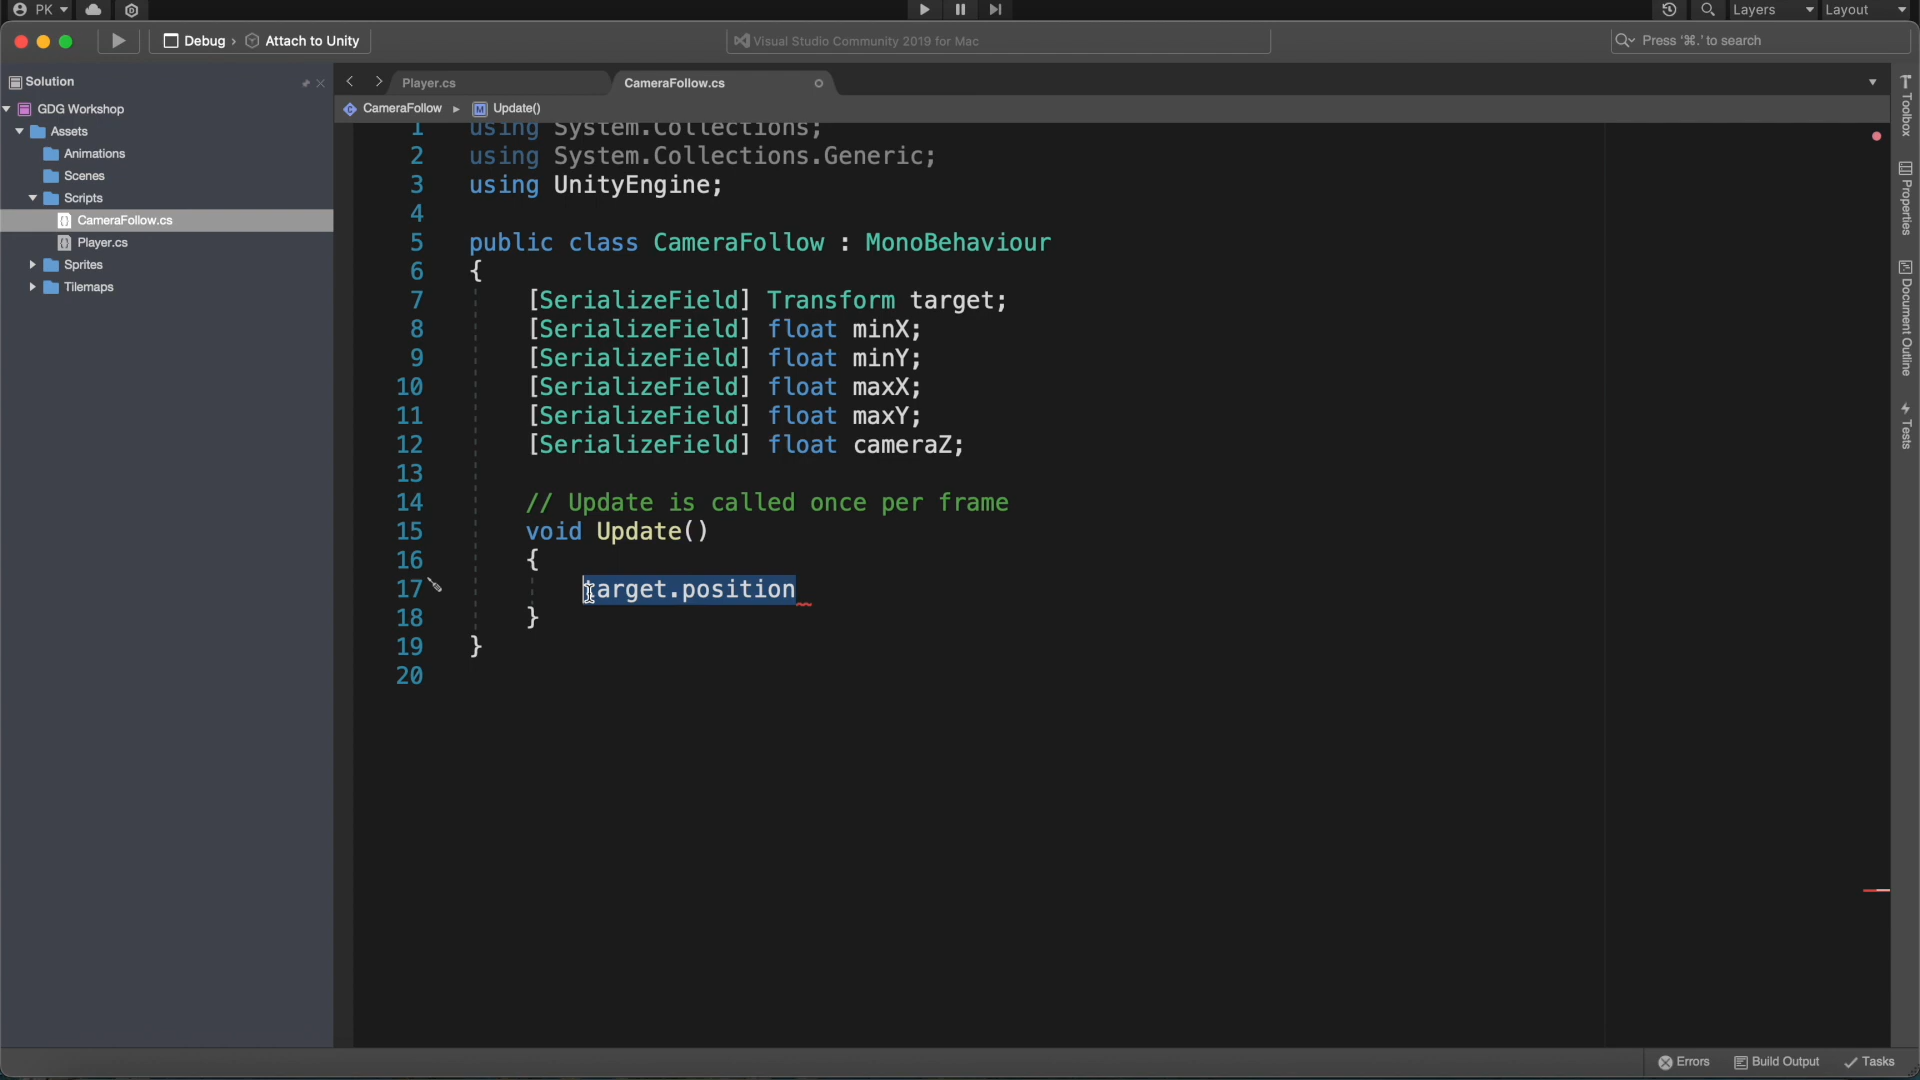 PK
Layers
Layout
Debug › Attach to Unity
Visual Studio Community 2019 for Mac
Press '⌘.' to search
Solution
GDG Workshop
Assets
Animations
Scenes
Scripts
CameraFollow.cs
Player.cs
Sprites
Tilemaps
Player.cs
CameraFollow.cs
CameraFollow
Update()
1 using System.Collections;
2 using System.Collections.Generic;
3 using UnityEngine;
4
5 public class CameraFollow : MonoBehaviour
6 {
7 [SerializeField] Transform target;
8 [SerializeField] float minX;
9 [SerializeField] float minY;
10 [SerializeField] float maxX;
11 [SerializeField] float maxY;
12 [SerializeField] float cameraZ;
13
14 // Update is called once per frame
15 void Update()
16 {
17 target.position
18 }
19 }
20
Toolbox
Properties
Document Outline
Tests
Errors
Build Output
Tasks